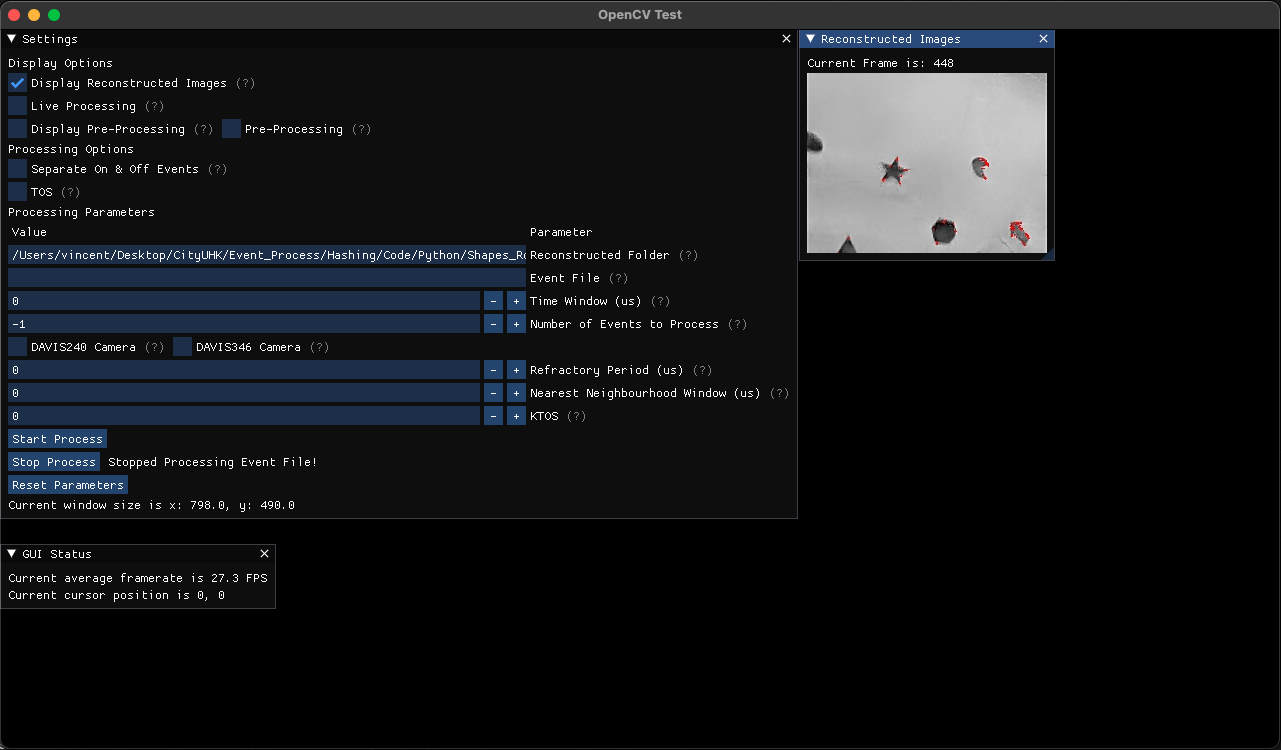 OpenCV Test
Settings
Display Options
Display Reconstructed Images (?)
Live Processing (?)
Display Pre-Processing (?) Pre-Processing (?)
Processing Options
Separate On & Off Events (?)
TOS (?)
Processing Parameters
Value Parameter
/Users/vincent/Desktop/CityUHK/Event_Process/Hashing/Code/Python/Shapes_Ro Reconstructed Folder (?)
Event File (?)
0 - + Time Window (us) (?)
-1 - + Number of Events to Process (?)
DAVIS240 Camera (?) DAVIS346 Camera (?)
0 - + Refractory Period (us) (?)
0 - + Nearest Neighbourhood Window (us) (?)
0 - + KTOS (?)
Start Process
Stop Process Stopped Processing Event File!
Reset Parameters
Current window size is x: 798.0, y: 490.0
Reconstructed Images
Current Frame is: 448
GUI Status
Current average framerate is 27.3 FPS
Current cursor position is 0, 0